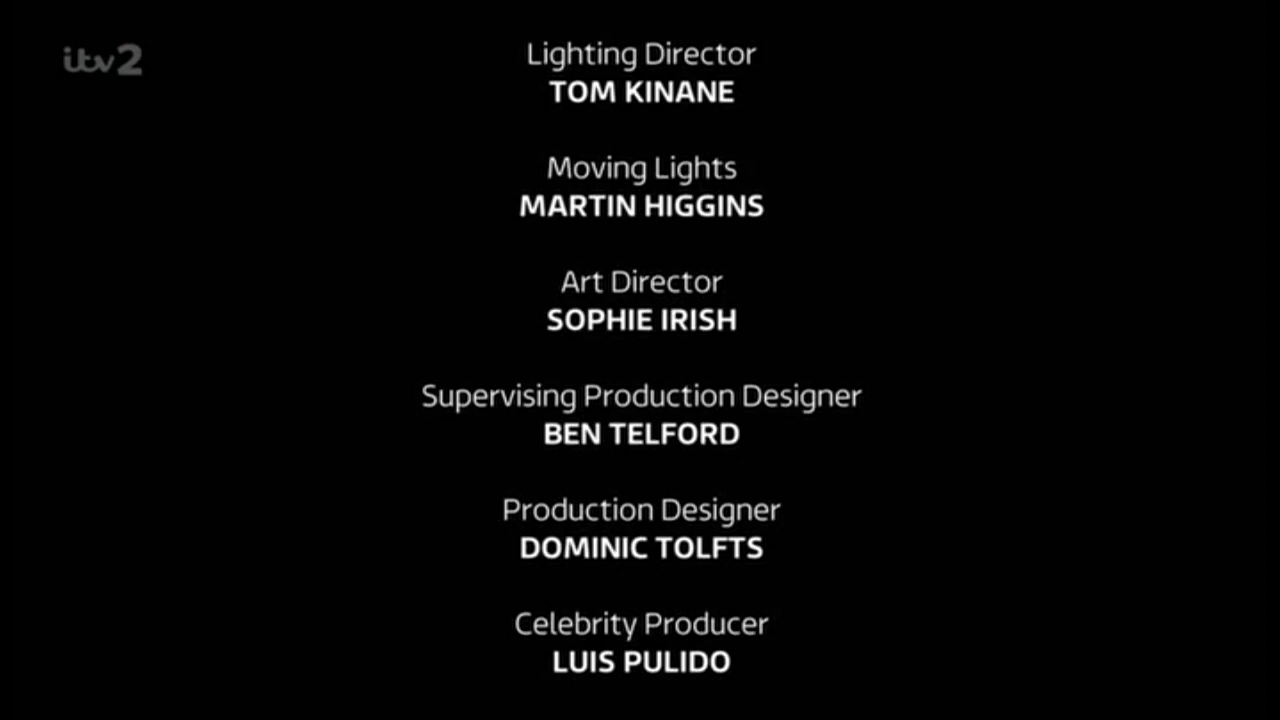 itv2
Lighting Director
TOM KINANE
Moving Lights
MARTIN HIGGINS
Art Director
SOPHIE IRISH
Supervising Production Designer
BEN TELFORD
Production Designer
DOMINIC TOLFTS
Celebrity Producer
LUIS PULIDO